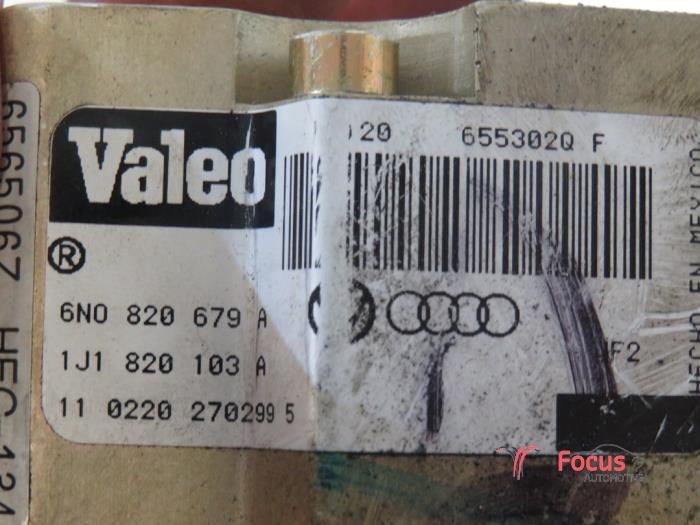 Valeo
20 655302Q F
®
6N0 820 679 A
1J1 820 103 A
11 0220 270299 5
F2
HECHO EN MEXICO
6565067 HEC 
Focus
AUTOMOTIVE